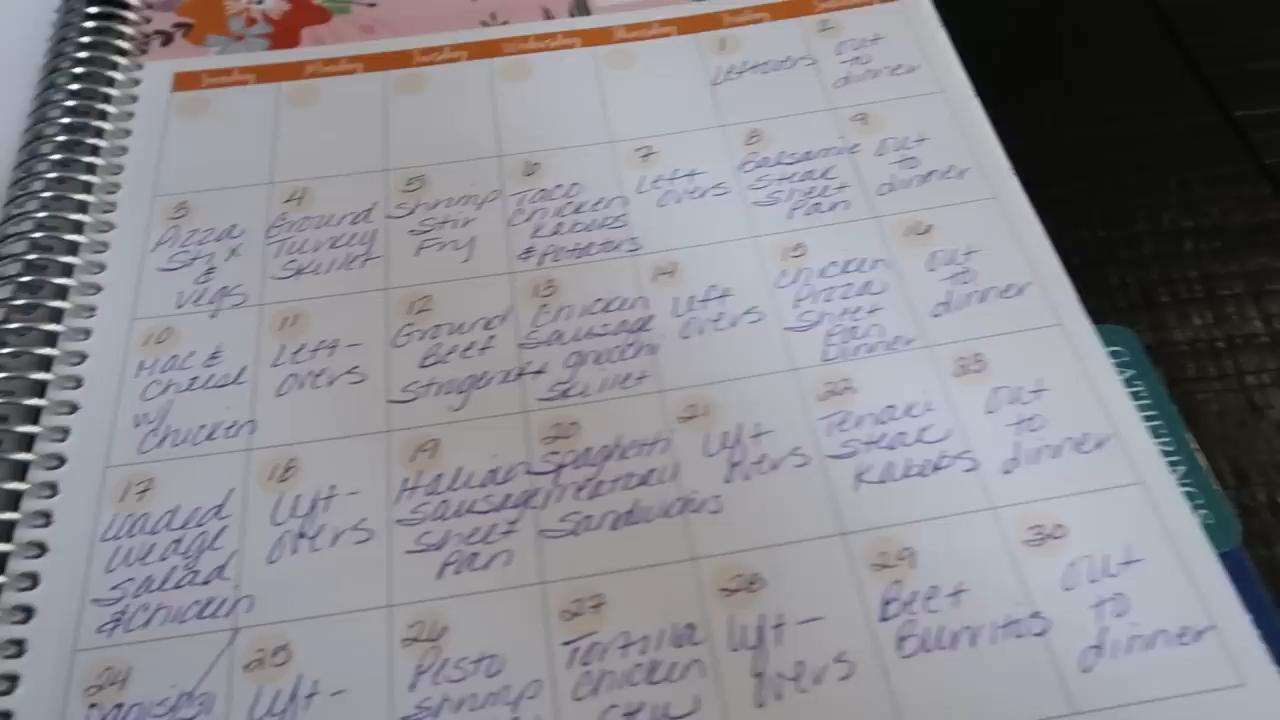 Sunday Monday Tuesday Wednesday Thursday Friday Saturday
1
Leftovers
2
out
to
dinner
3
Pizza
Stix
&
Vegs
4
Ground
Turkey
Skillet
5
Shrimp
Stir
Fry
6
Taco
Chicken
Kabobs
& Potatoes
7
Left
overs
8
Balsamic
Steak
Sheet
Pan
9
out
to
dinner
10
Mac &
Cheese
w/
Chicken
11
Left-
overs
12
Ground
Beef
13
Chicken
Sausage
gnocchi
Skillet
14
Left
overs
15
Chicken
Pizza
Sheet
Pan
Dinner
16
out
to
dinner
17
Loaded
Wedge
Salad
& Chicken
18
Left-
overs
19
Italian
Sausage
Sheet
Pan
20
Spaghetti
Meatball
Sandwiches
21
Left
overs
22
Steak
Kabobs
23
out
to
dinner
24
25
Left-
26
Pesto
Shrimp
27
Tortilla
Chicken
28
Left-
overs
29
Beef
Burritos
30
out
to
dinner
GATHERINGS